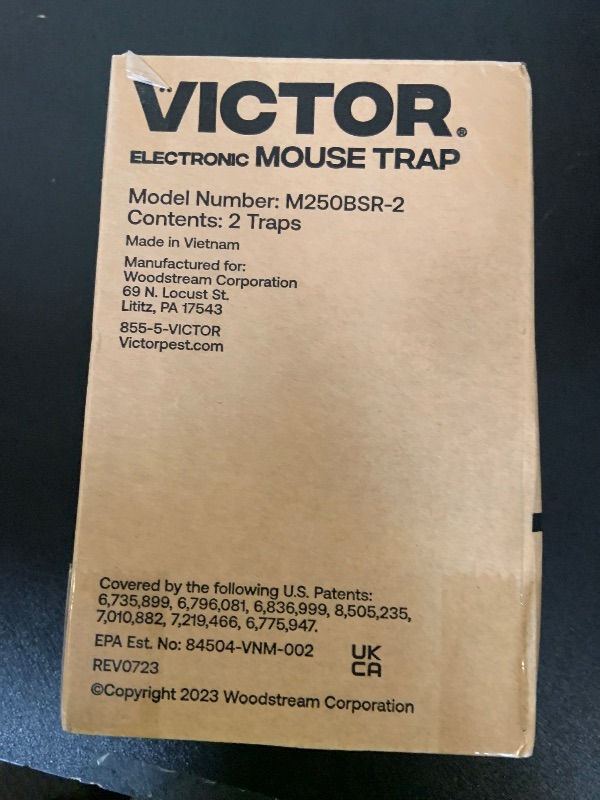 VICTOR®
ELECTRONIC MOUSE TRAP
Model Number: M250BSR-2
Contents: 2 Traps
Made in Vietnam
Manufactured for:
Woodstream Corporation
69 N. Locust St.
Lititz, PA 17543
855-5-VICTOR
Victorpest.com
Covered by the following U.S. Patents:
6,735,899, 6,796,081, 6,836,999, 8,505,235,
7,010,882, 7,219,466, 6,775,947.
EPA Est. No: 84504-VNM-002
UK
CA
REV0723
©Copyright 2023 Woodstream Corporation